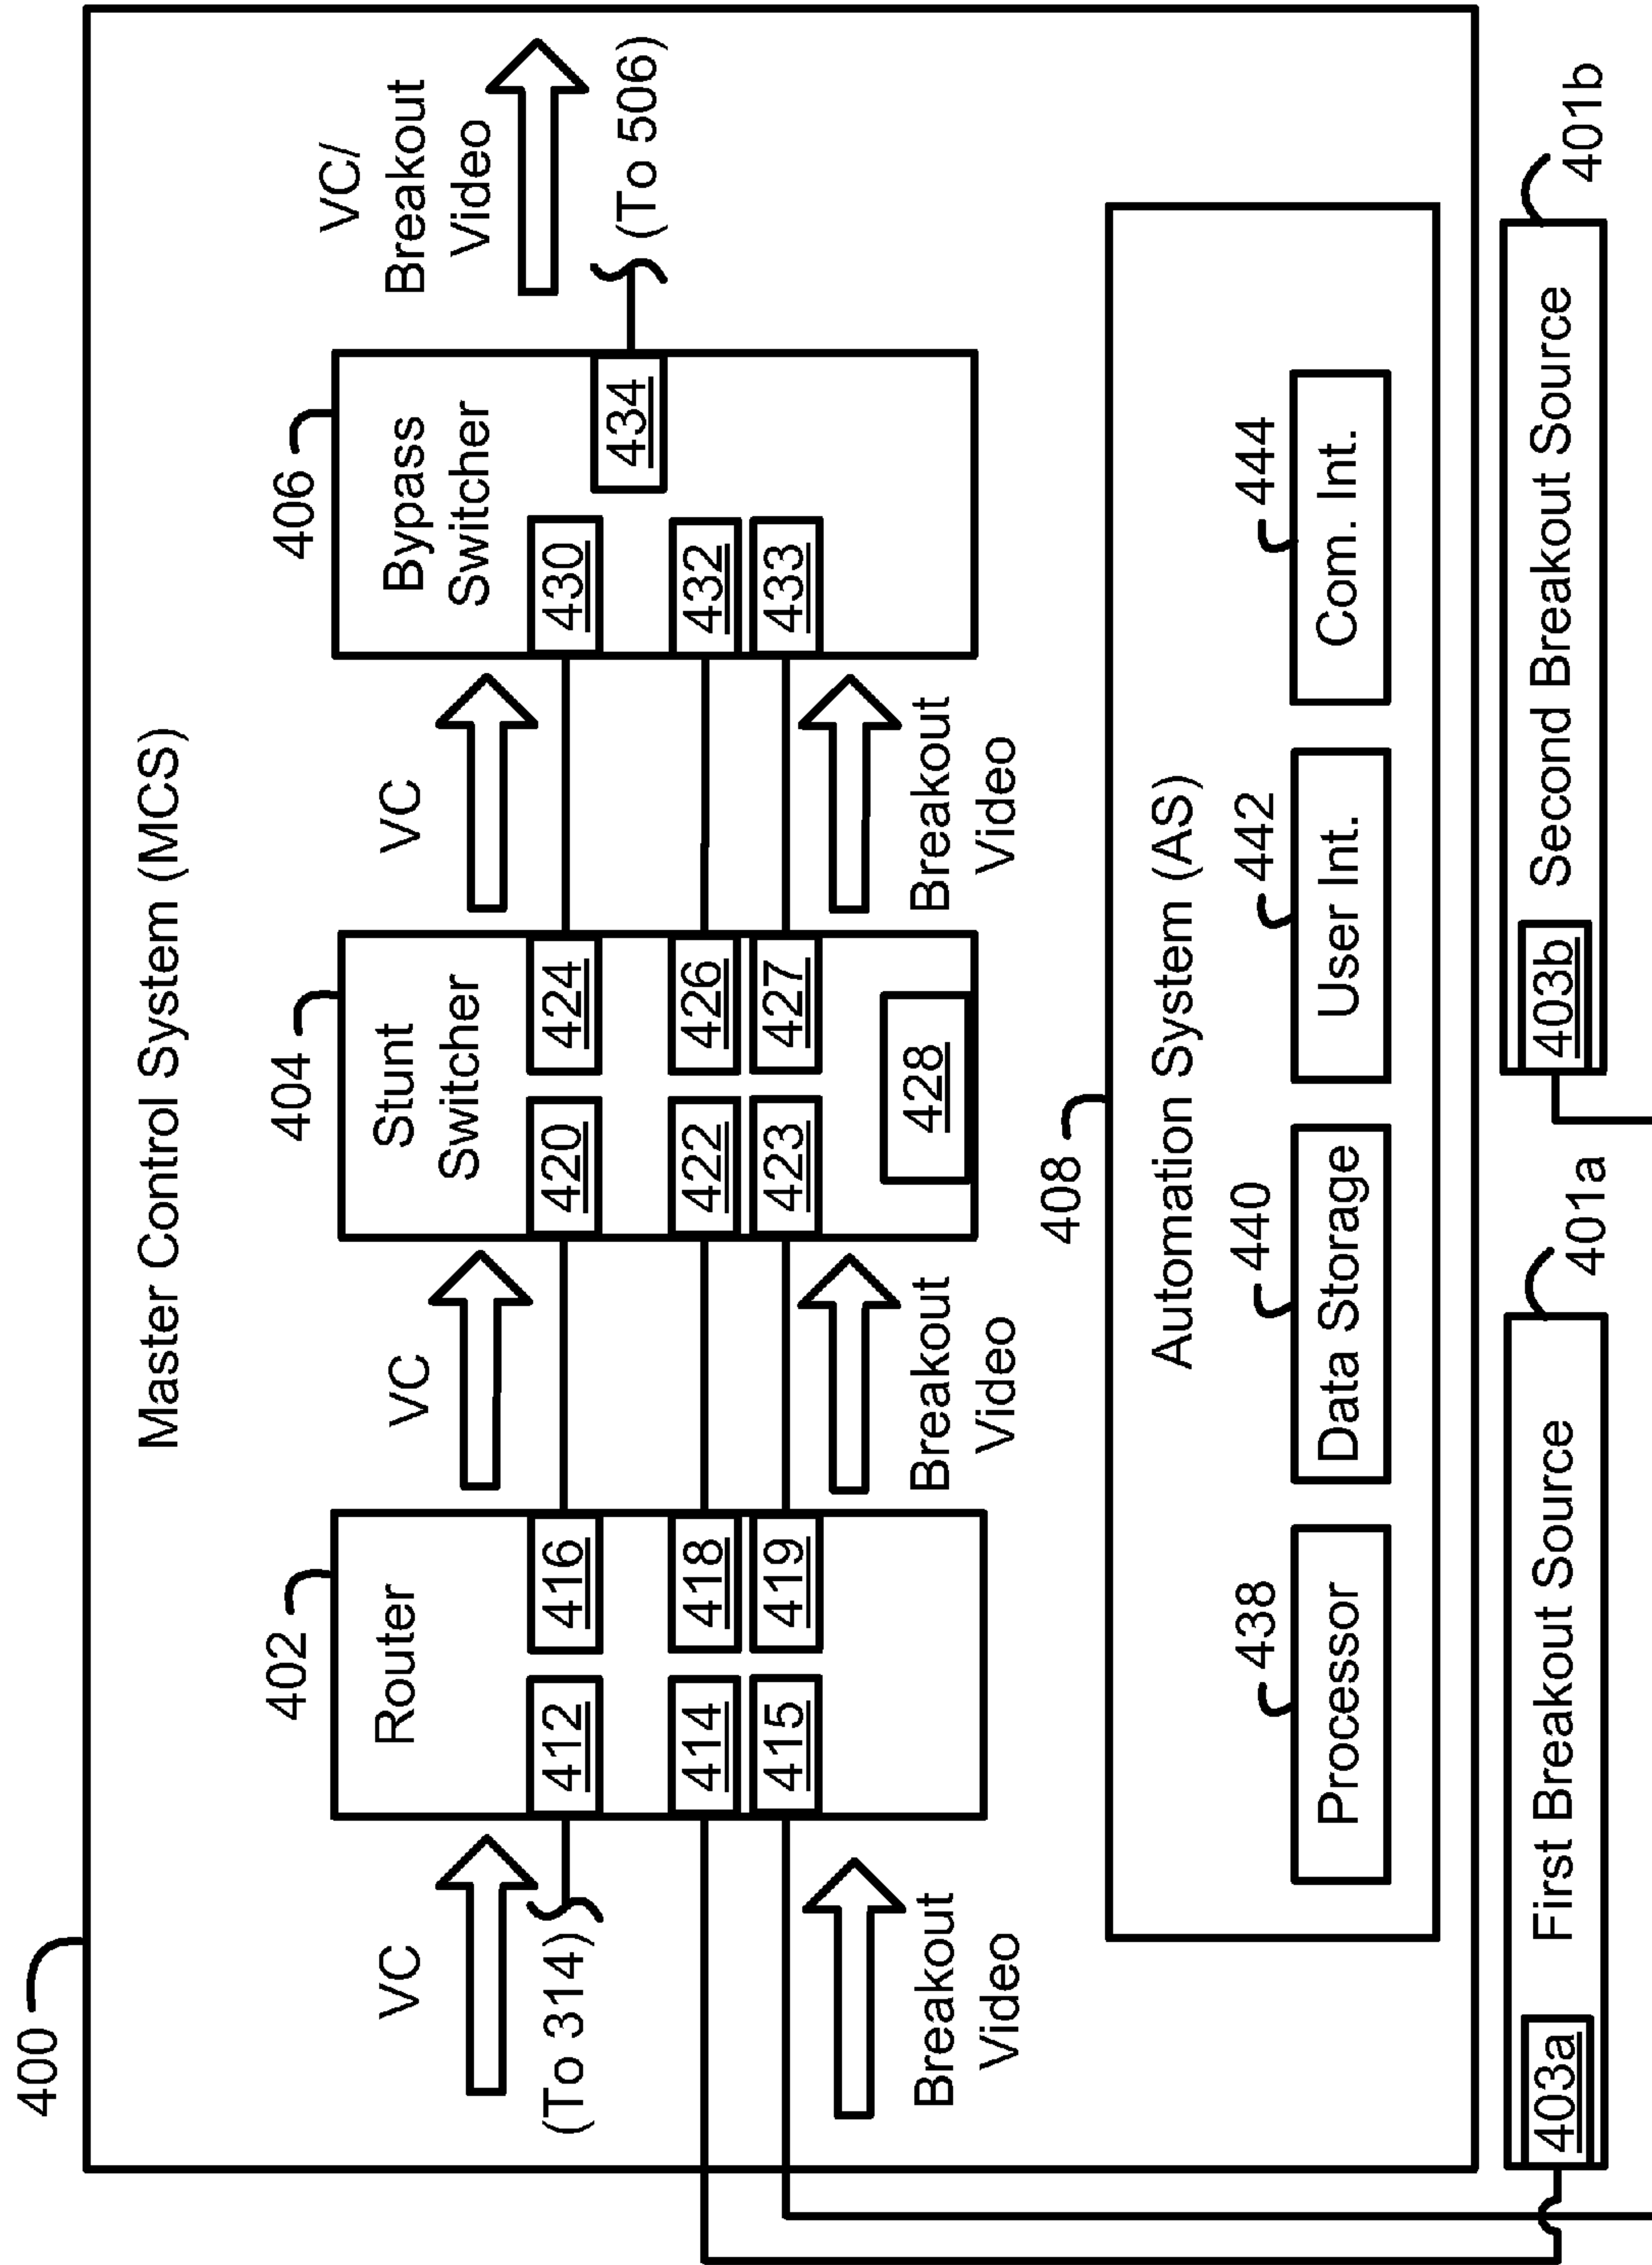 400
Master Control System (MCS)
402
Router
412
416
414
418
415
419
404
Stunt
Switcher
420
424
422
426
423
427
428
406
Bypass
Switcher
430
432
433
434
VC
(To 314)
Breakout
Video
VC
Breakout
Video
VC
Breakout
Video
VC/
Breakout
Video
(To 506)
408
Automation System (AS)
438
Processor
440
Data Storage
442
User Int.
444
Com. Int.
403a
First Breakout Source
401a
403b
Second Breakout Source
401b